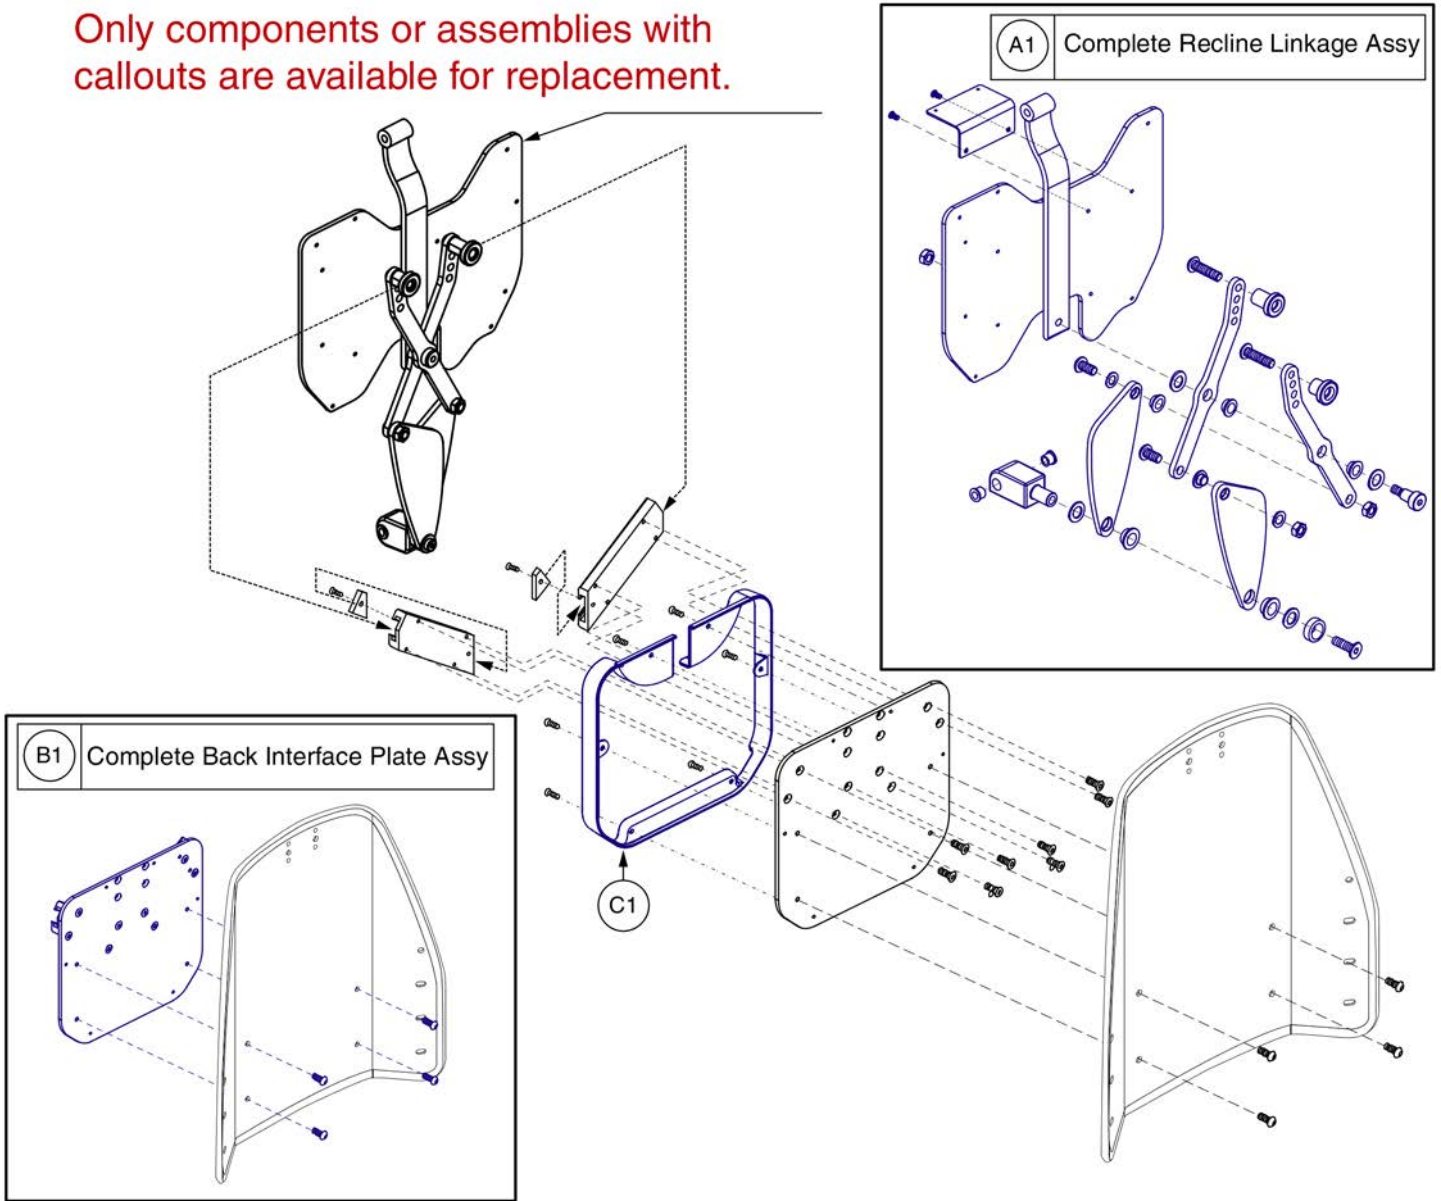 Only components or assemblies with
callouts are available for replacement.
A1 Complete Recline Linkage Assy
B1 Complete Back Interface Plate Assy
C1